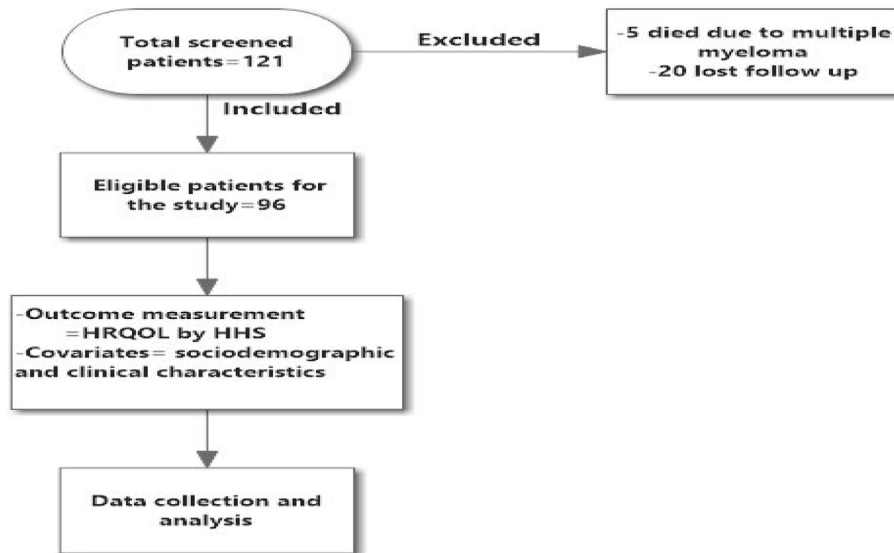 Total screened
patients=121
Excluded
-5 died due to multiple
myeloma
-20 lost follow up
Included
Eligible patients for
the study=96
-Outcome measurement
=HRQOL by HHS
-Covariates= sociodemographic
and clinical characteristics
Data collection and
analysis